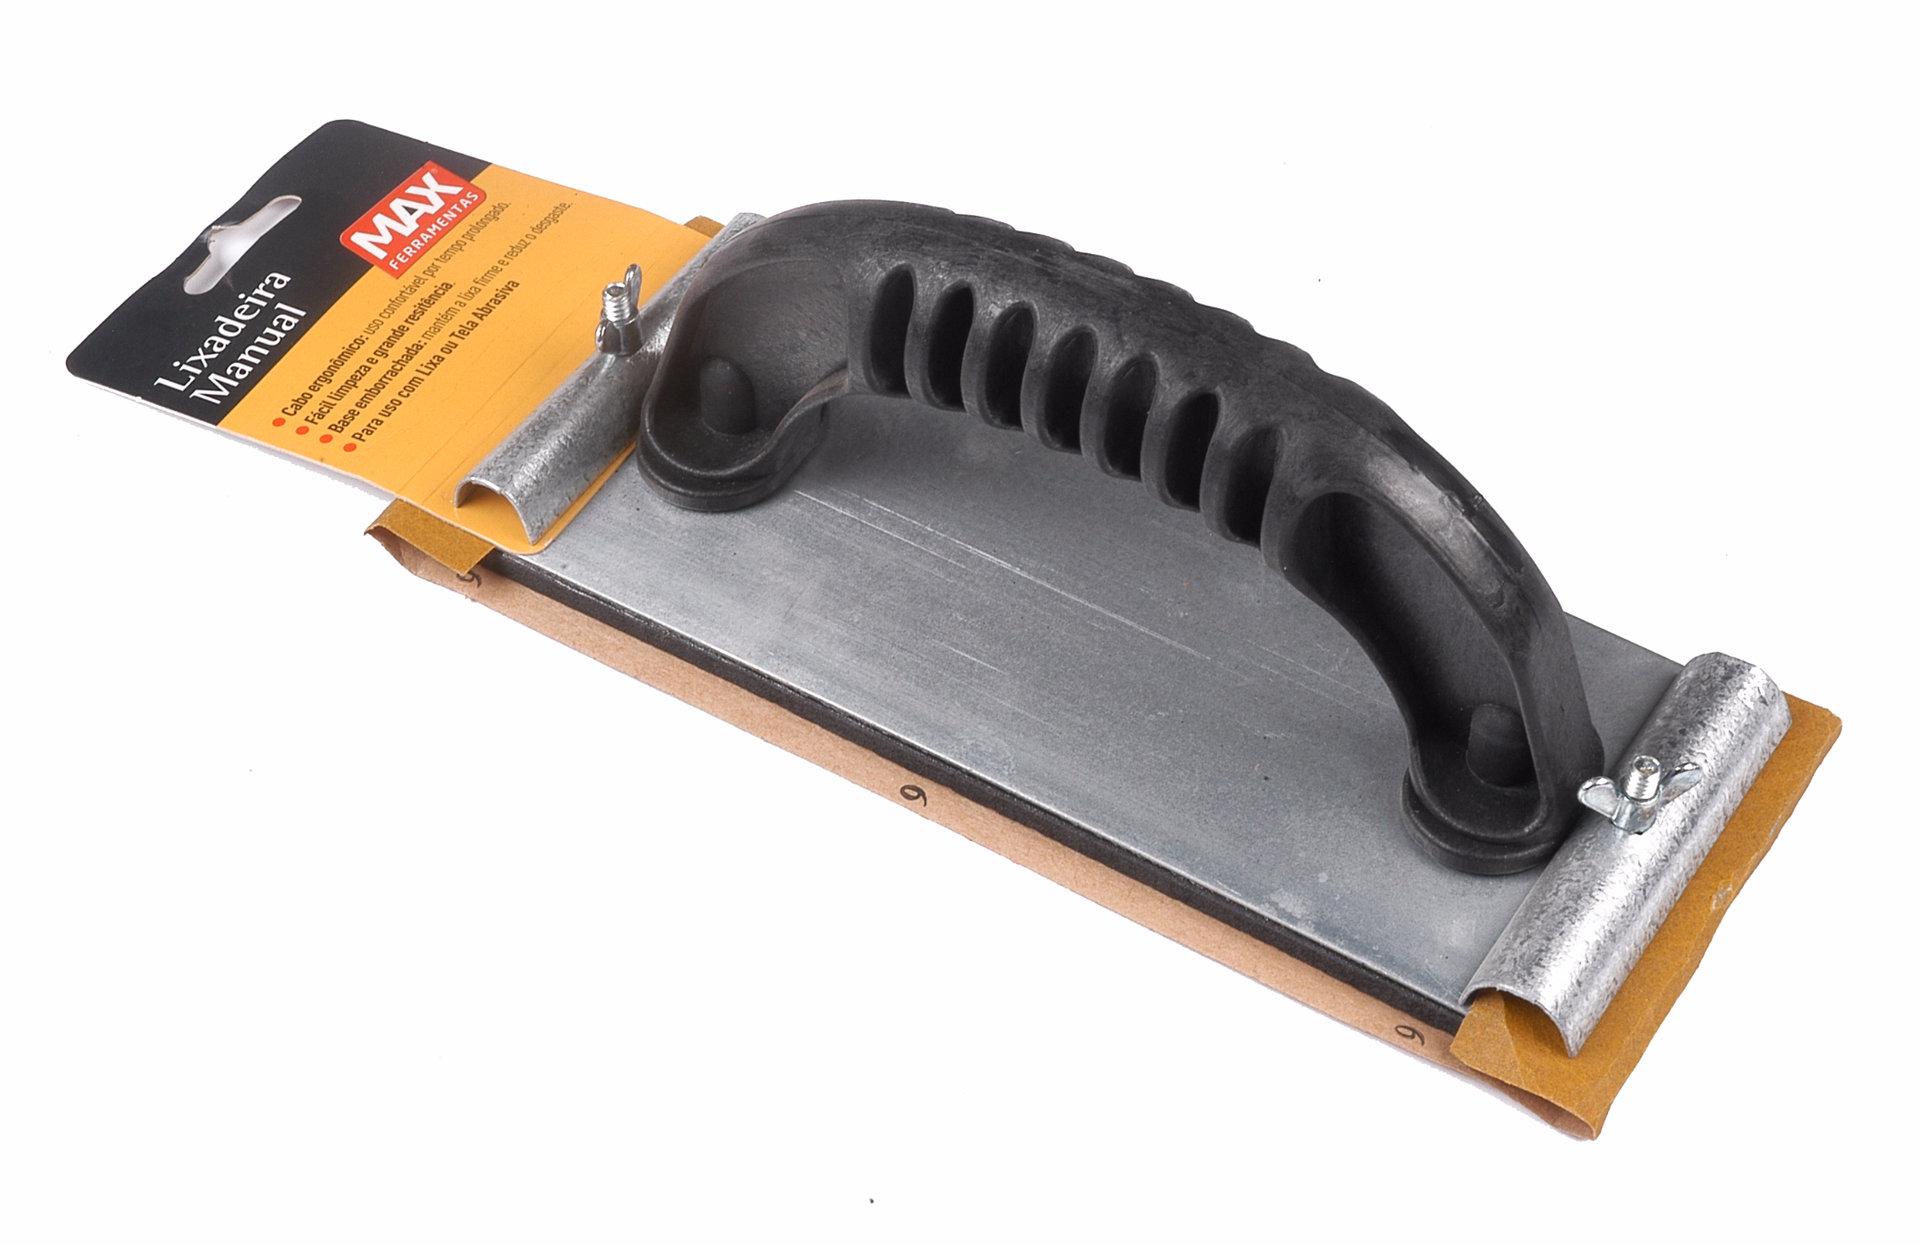 MAX
FERRAMENTAS
Lixadeira
Manual
Cabo ergonômico: uso confortável por tempo prolongado.
Fácil limpeza e grande resitência.
Base emborrachada: mantém a lixa firme e reduz o desgaste.
Para uso com Lixa ou Tela Abrasiva
6
6
6